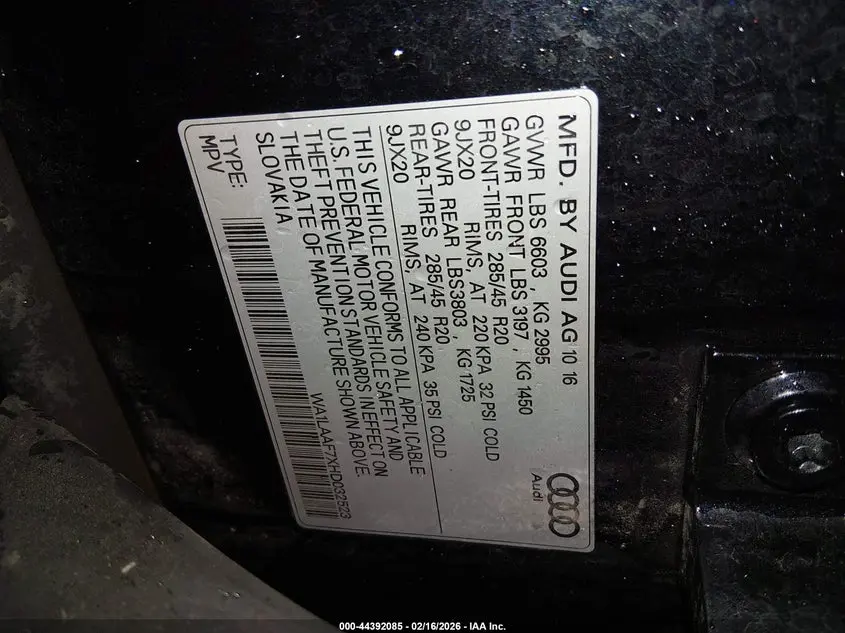 MFD. BY AUDI AG 10 16
GVWR LBS 6603 , KG 2995
GAWR FRONT LBS 3197 , KG 1450
FRONT-TIRES 285/45 R20
9JX20 RIMS, AT 220 KPA 32 PSI COLD
GAWR REAR LBS3803 , KG 1725
REAR-TIRES 285/45 R20
9JX20 RIMS, AT 240 KPA 35 PSI COLD
THIS VEHICLE CONFORMS TO ALL APPLICABLE
U.S. FEDERAL MOTOR VEHICLE SAFETY AND
THEFT PREVENTION STANDARDS IN EFFECT ON
THE DATE OF MANUFACTURE SHOWN ABOVE.
SLOVAKIA
WA1LAAF7XHD032523
TYPE:
MPV
Audi
000-44392085 - 02/16/2026 - IAA Inc.